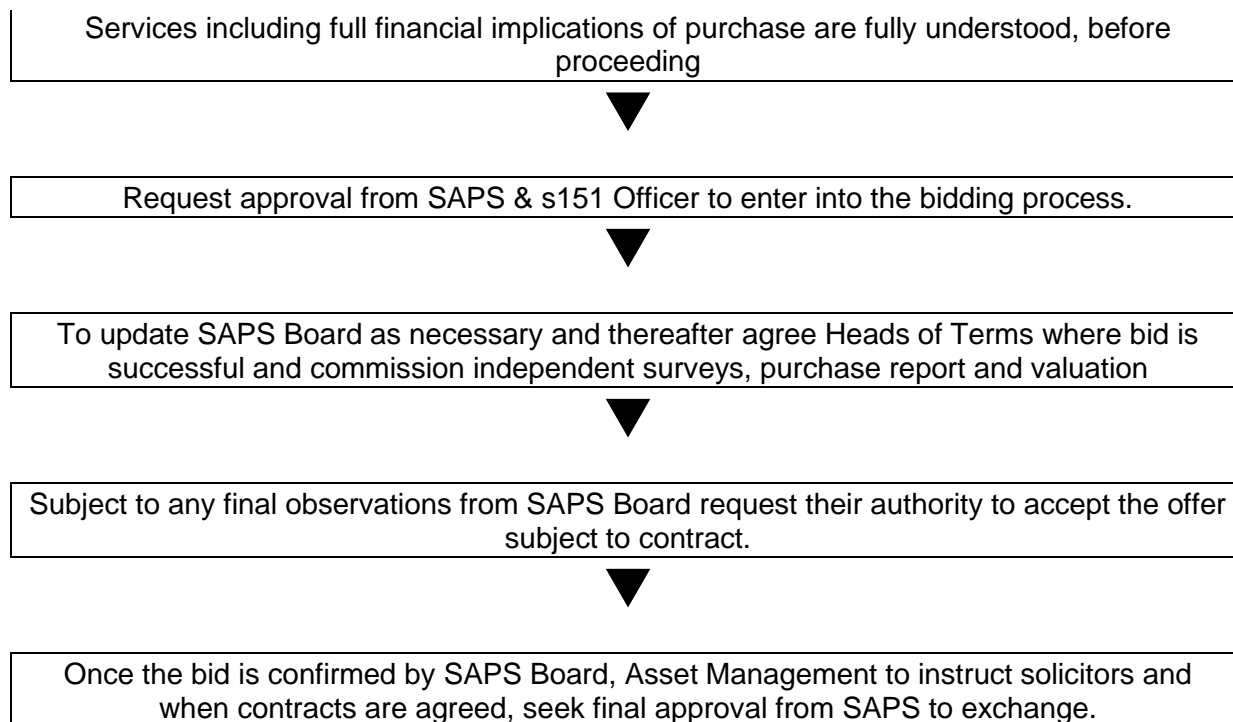 Services including full financial implications of purchase are fully understood, before
proceeding
Request approval from SAPS & s151 Officer to enter into the bidding process.
To update SAPS Board as necessary and thereafter agree Heads of Terms where bid is
successful and commission independent surveys, purchase report and valuation
Subject to any final observations from SAPS Board request their authority to accept the offer
subject to contract.
Once the bid is confirmed by SAPS Board, Asset Management to instruct solicitors and
when contracts are agreed, seek final approval from SAPS to exchange.